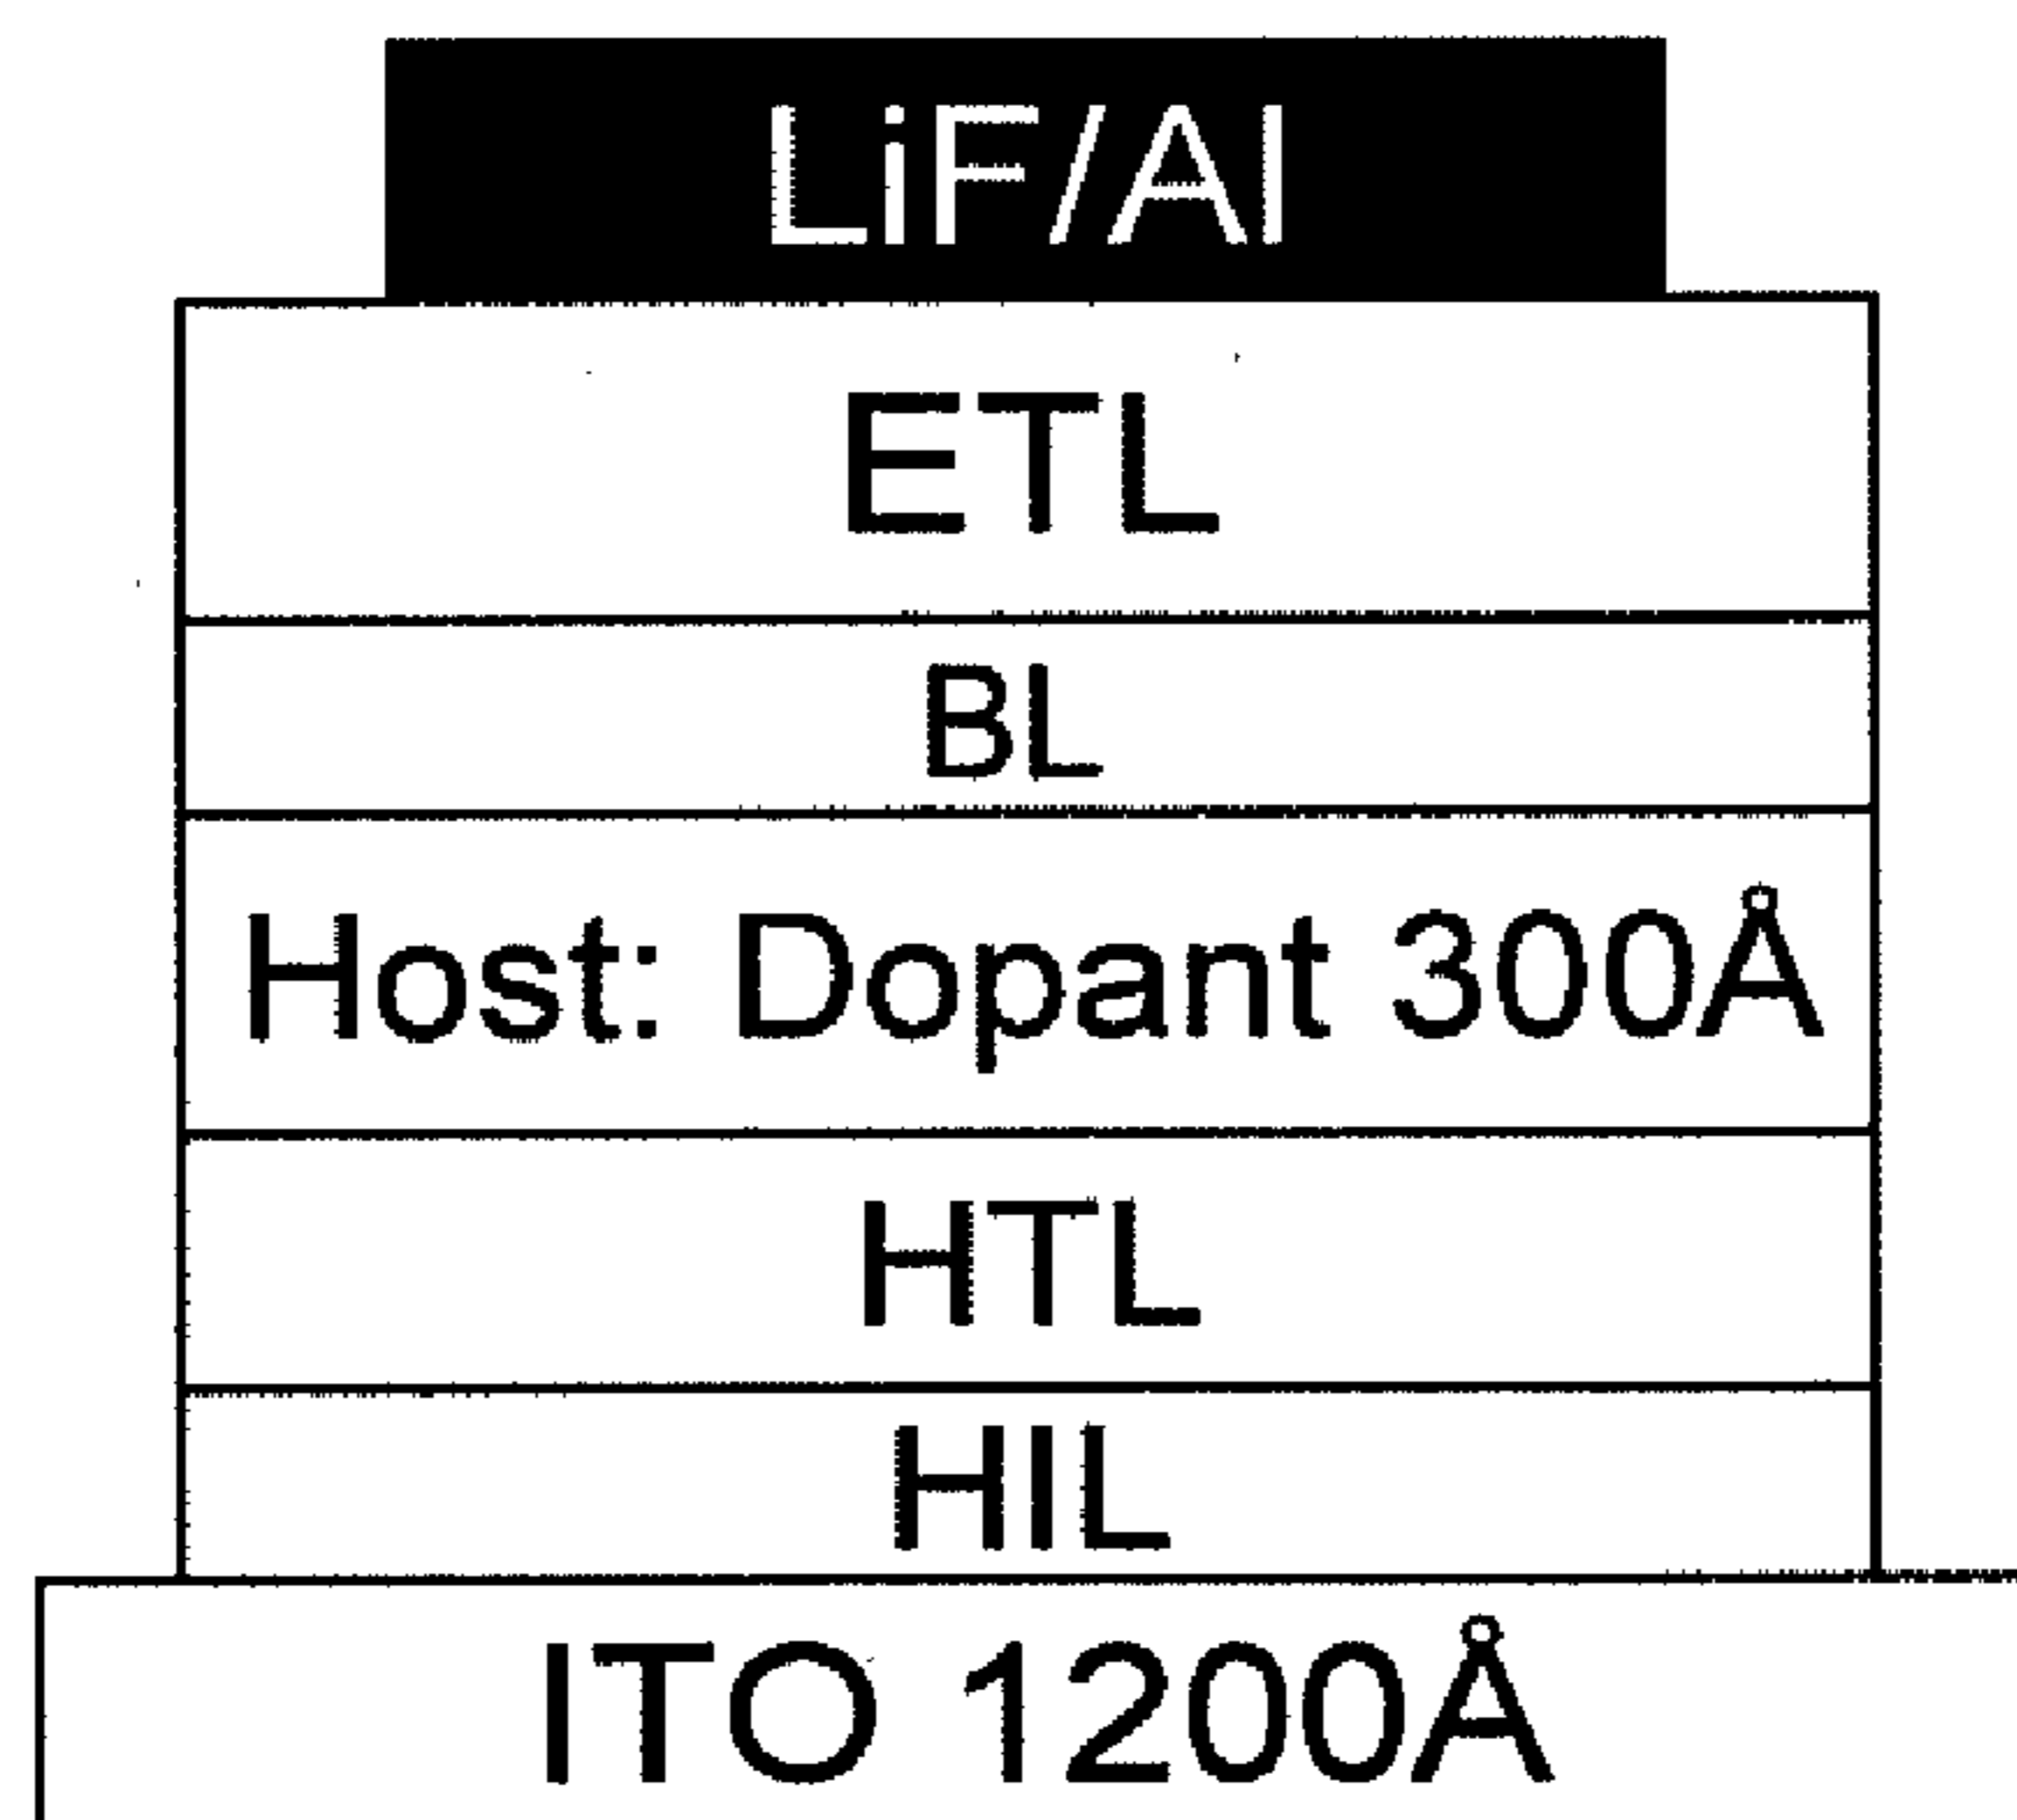 LiF/Al
ETL
BL
Host: Dopant 300Å
HTL
HIL
ITO 1200Å